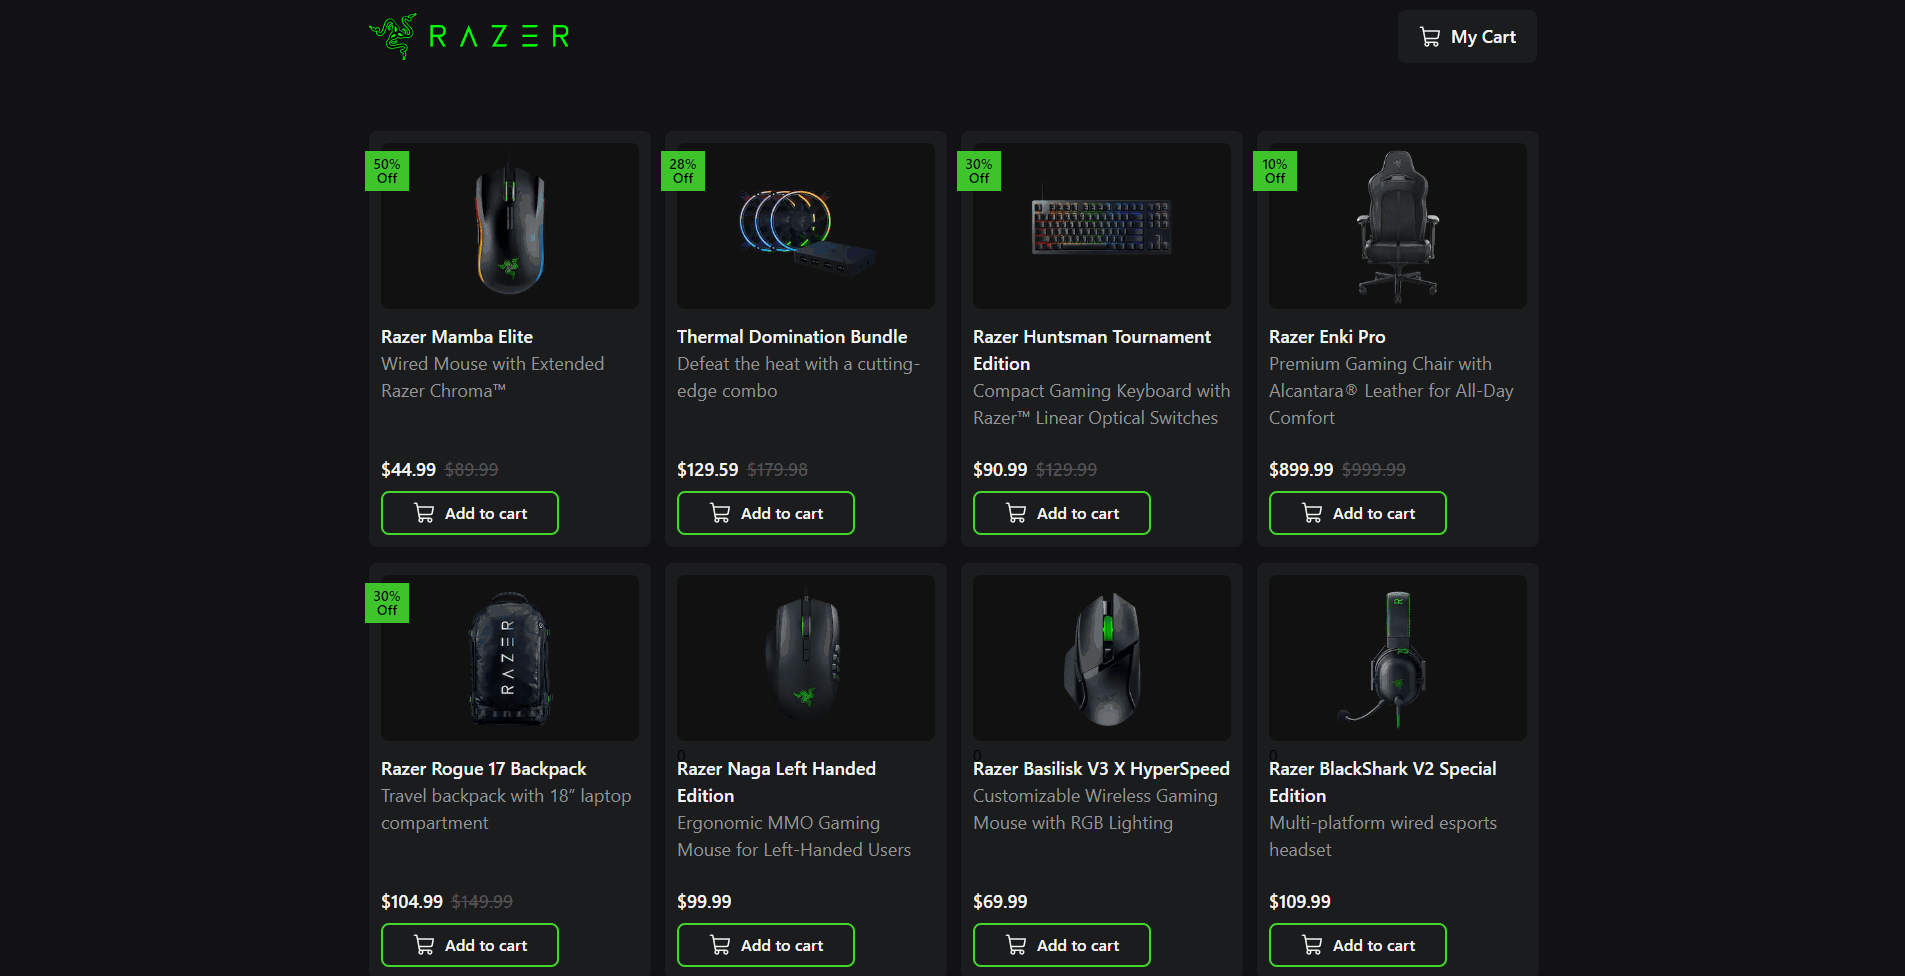 RAZER
My Cart
50%
Off
Razer Mamba Elite
Wired Mouse with Extended
Razer Chroma™
$44.99 $89.99
Add to cart
28%
Off
Thermal Domination Bundle
Defeat the heat with a cutting-
edge combo
$129.59 $179.98
Add to cart
30%
Off
Razer Huntsman Tournament
Edition
Compact Gaming Keyboard with
Razer™ Linear Optical Switches
$90.99 $129.99
Add to cart
10%
Off
Razer Enki Pro
Premium Gaming Chair with
Alcantara® Leather for All-Day
Comfort
$899.99 $999.99
Add to cart
30%
Off
RAZER
Razer Rogue 17 Backpack
Travel backpack with 18” laptop
compartment
$104.99 $149.99
Add to cart
0
Razer Naga Left Handed
Edition
Ergonomic MMO Gaming
Mouse for Left-Handed Users
$99.99
Add to cart
0
Razer Basilisk V3 X HyperSpeed
Customizable Wireless Gaming
Mouse with RGB Lighting
$69.99
Add to cart
0
Razer BlackShark V2 Special
Edition
Multi-platform wired esports
headset
$109.99
Add to cart